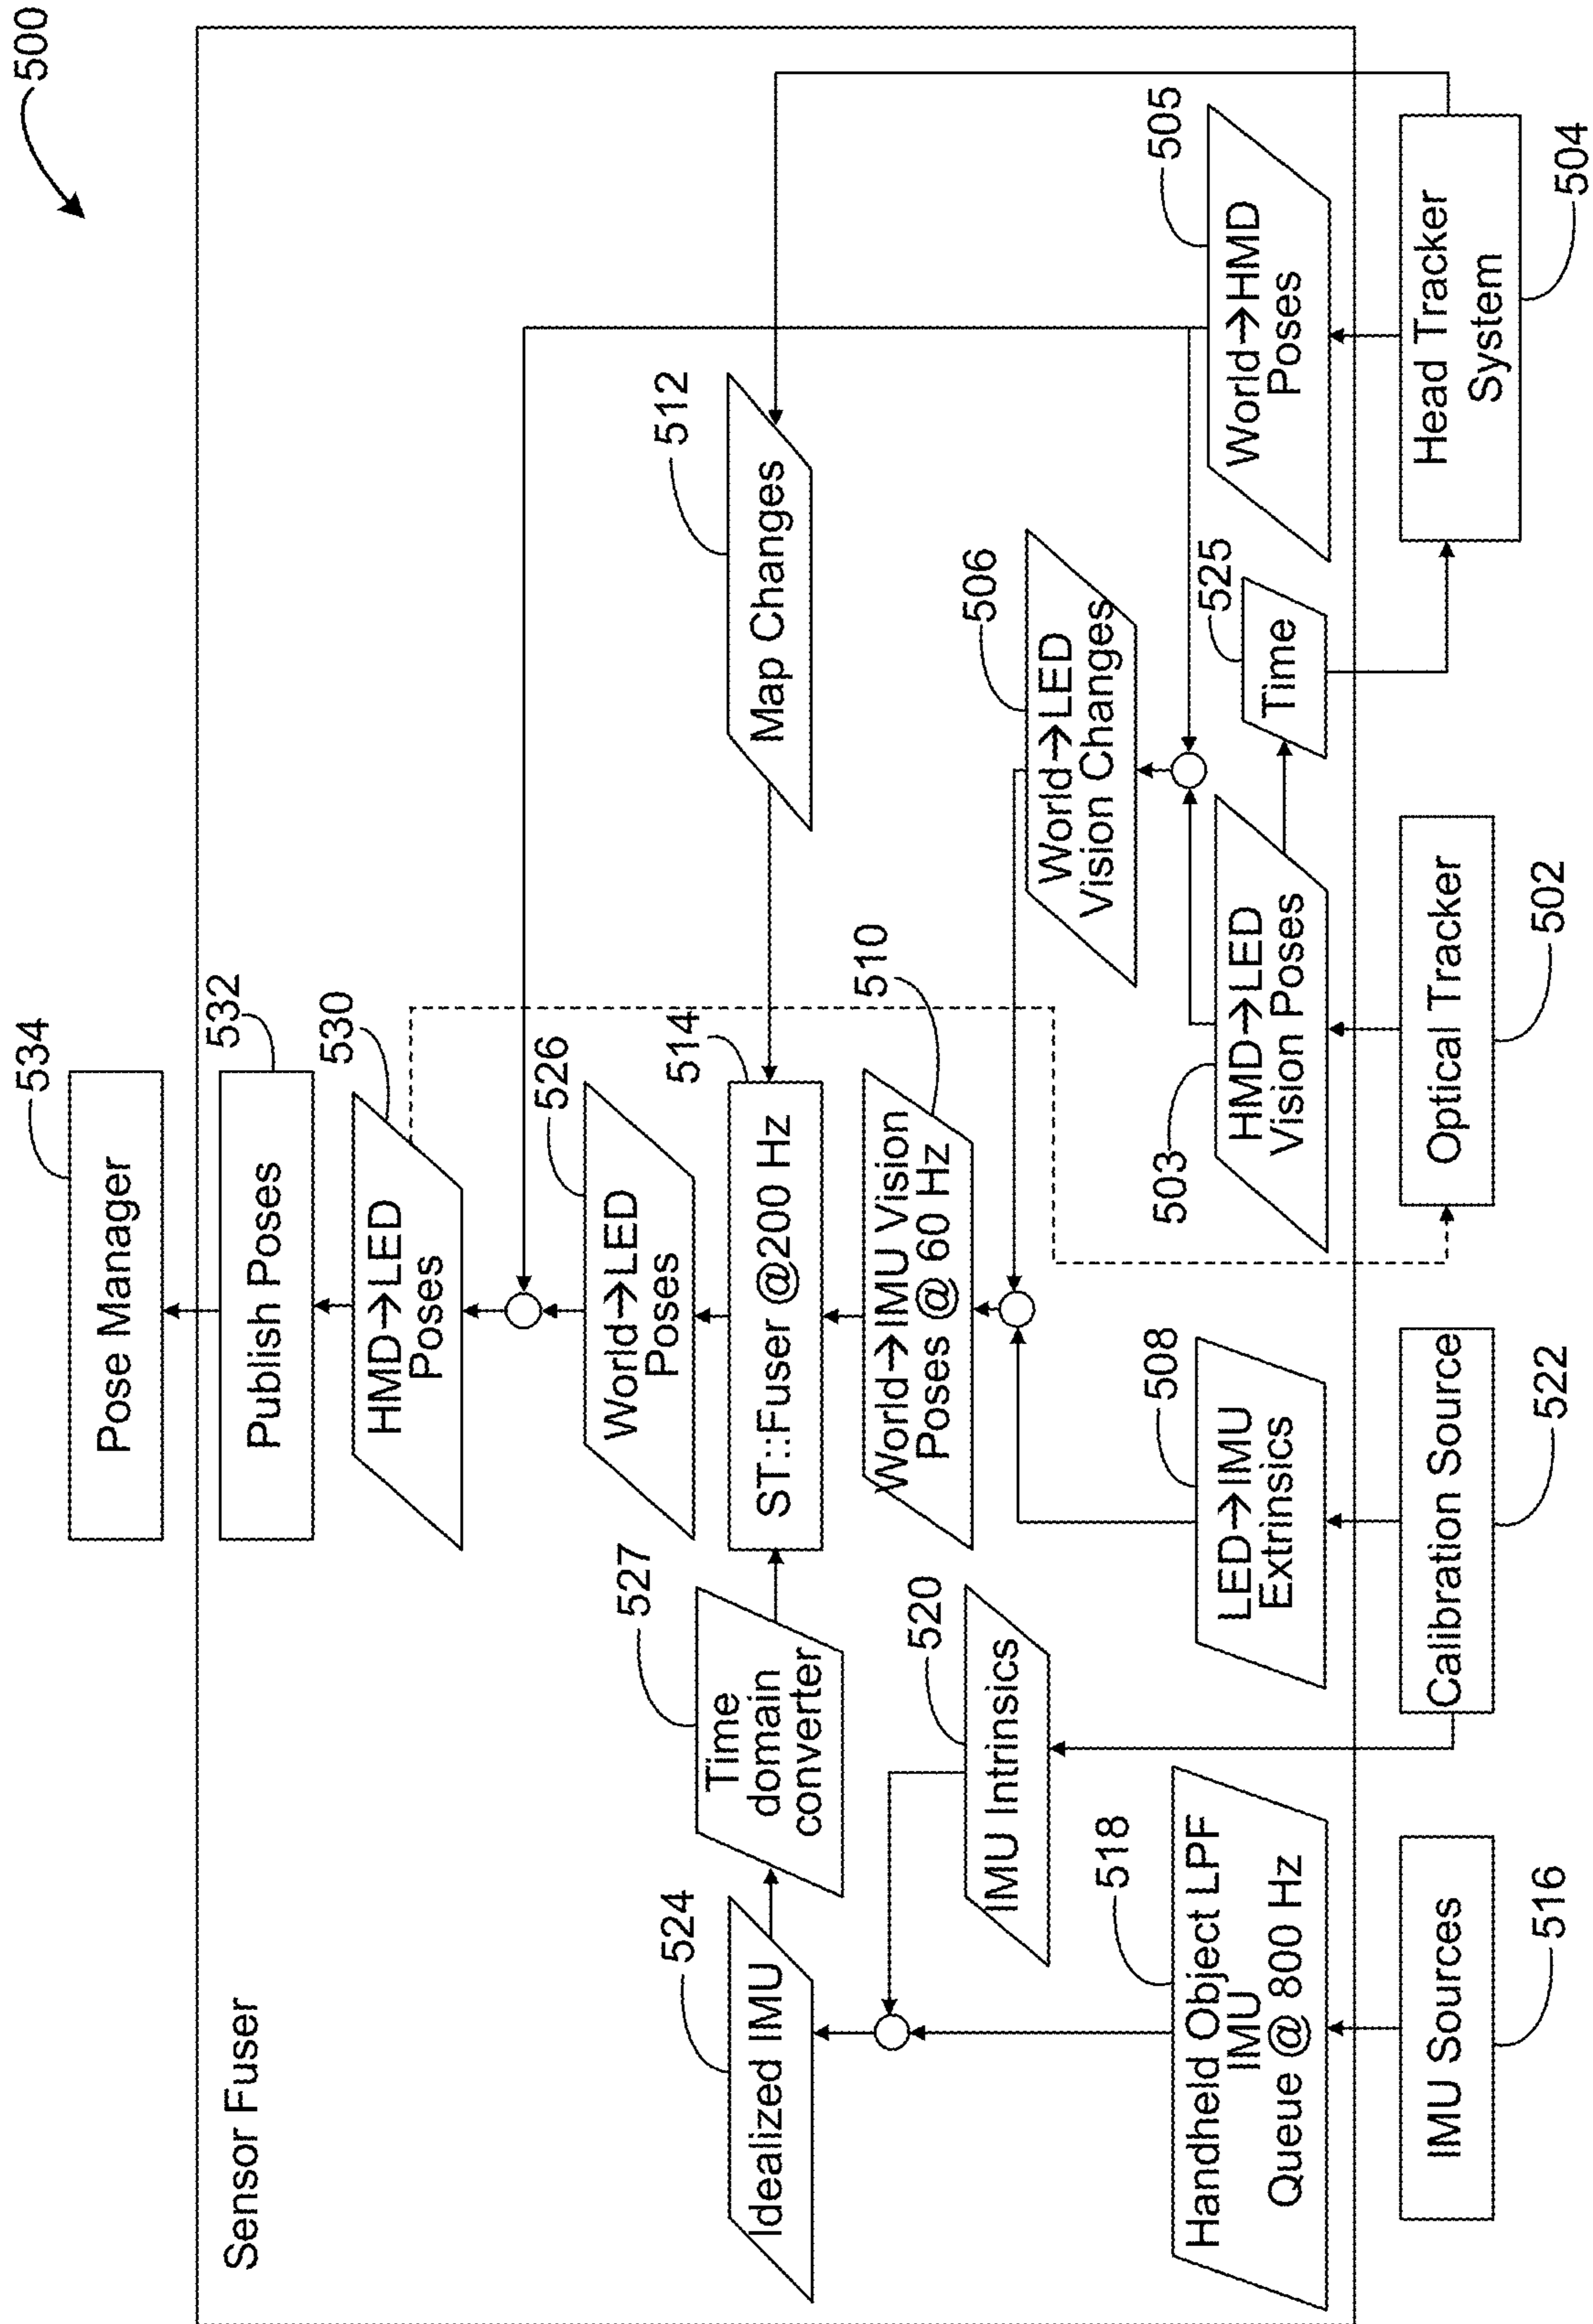 500
Sensor Fuser
Pose Manager
534
Publish Poses
532
HMD→LED
Poses
530
World→LED
Poses
526
Idealized IMU
524
Time
domain
converter
527
ST::Fuser @200 Hz
514
Map Changes
512
World→IMU Vision
Poses @ 60 Hz
510
IMU Intrinsics
520
World→LED
Vision Changes
506
Handheld Object LPF
IMU
Queue @ 800 Hz
518
LED→IMU
Extrinsics
508
HMD→LED
Vision Poses
503
Time
525
World→HMD
Poses
505
IMU Sources
516
Calibration Source
522
Optical Tracker
502
Head Tracker
System
504